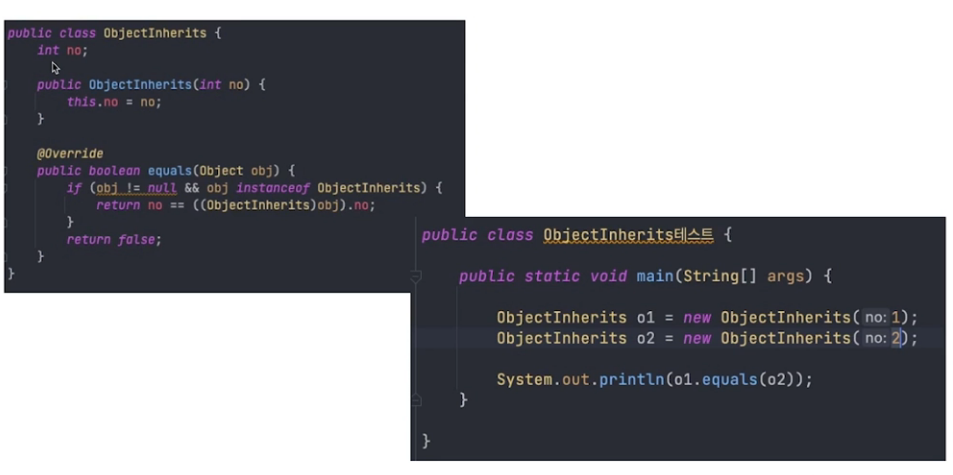 public class ObjectInherits {
int no;
public ObjectInherits(int no) {
this.no = no;
}
@Override
public boolean equals(Object obj) {
if (obj != null && obj instanceof ObjectInherits) {
return no == ((ObjectInherits)obj).no;
}
return false;
}
}
public class ObjectInherits테스트 {
public static void main(String[] args) {
ObjectInherits o1 = new ObjectInherits( no: 1);
ObjectInherits o2 = new ObjectInherits( no: 2);
System.out.println(o1.equals(o2));
}
}